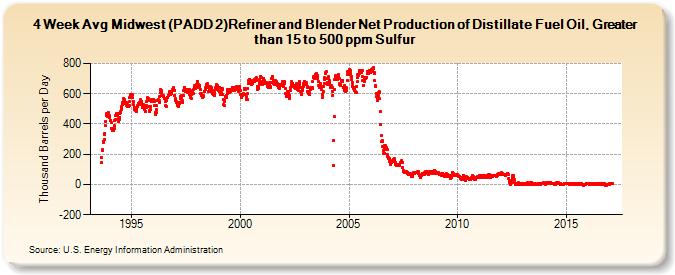 4 Week Avg Midwest (PADD 2)Refiner and Blender Net Production of Distillate Fuel Oil, Greater
than 15 to 500 ppm Sulfur
Thousand Barrels per Day
800
600
400
200
0
-200
1995
2000
2005
2010
2015
Source: U.S. Energy Information Administration